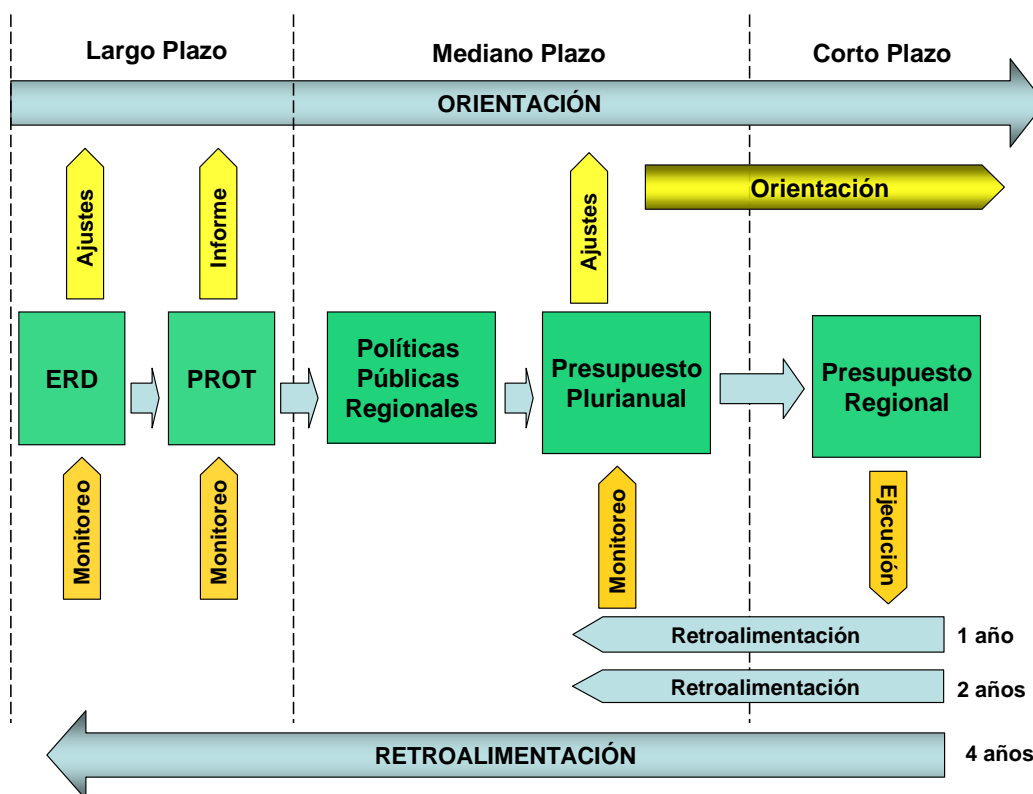 Largo Plazo
Mediano Plazo
Corto Plazo
ORIENTACIÓN
Ajustes
Informe
Ajustes
Orientación
ERD
PROT
Políticas
Públicas
Regionales
Presupuesto
Plurianual
Presupuesto
Regional
Monitoreo
Monitoreo
Monitoreo
Ejecución
Retroalimentación
1 año
Retroalimentación
2 años
RETROALIMENTACIÓN
4 años